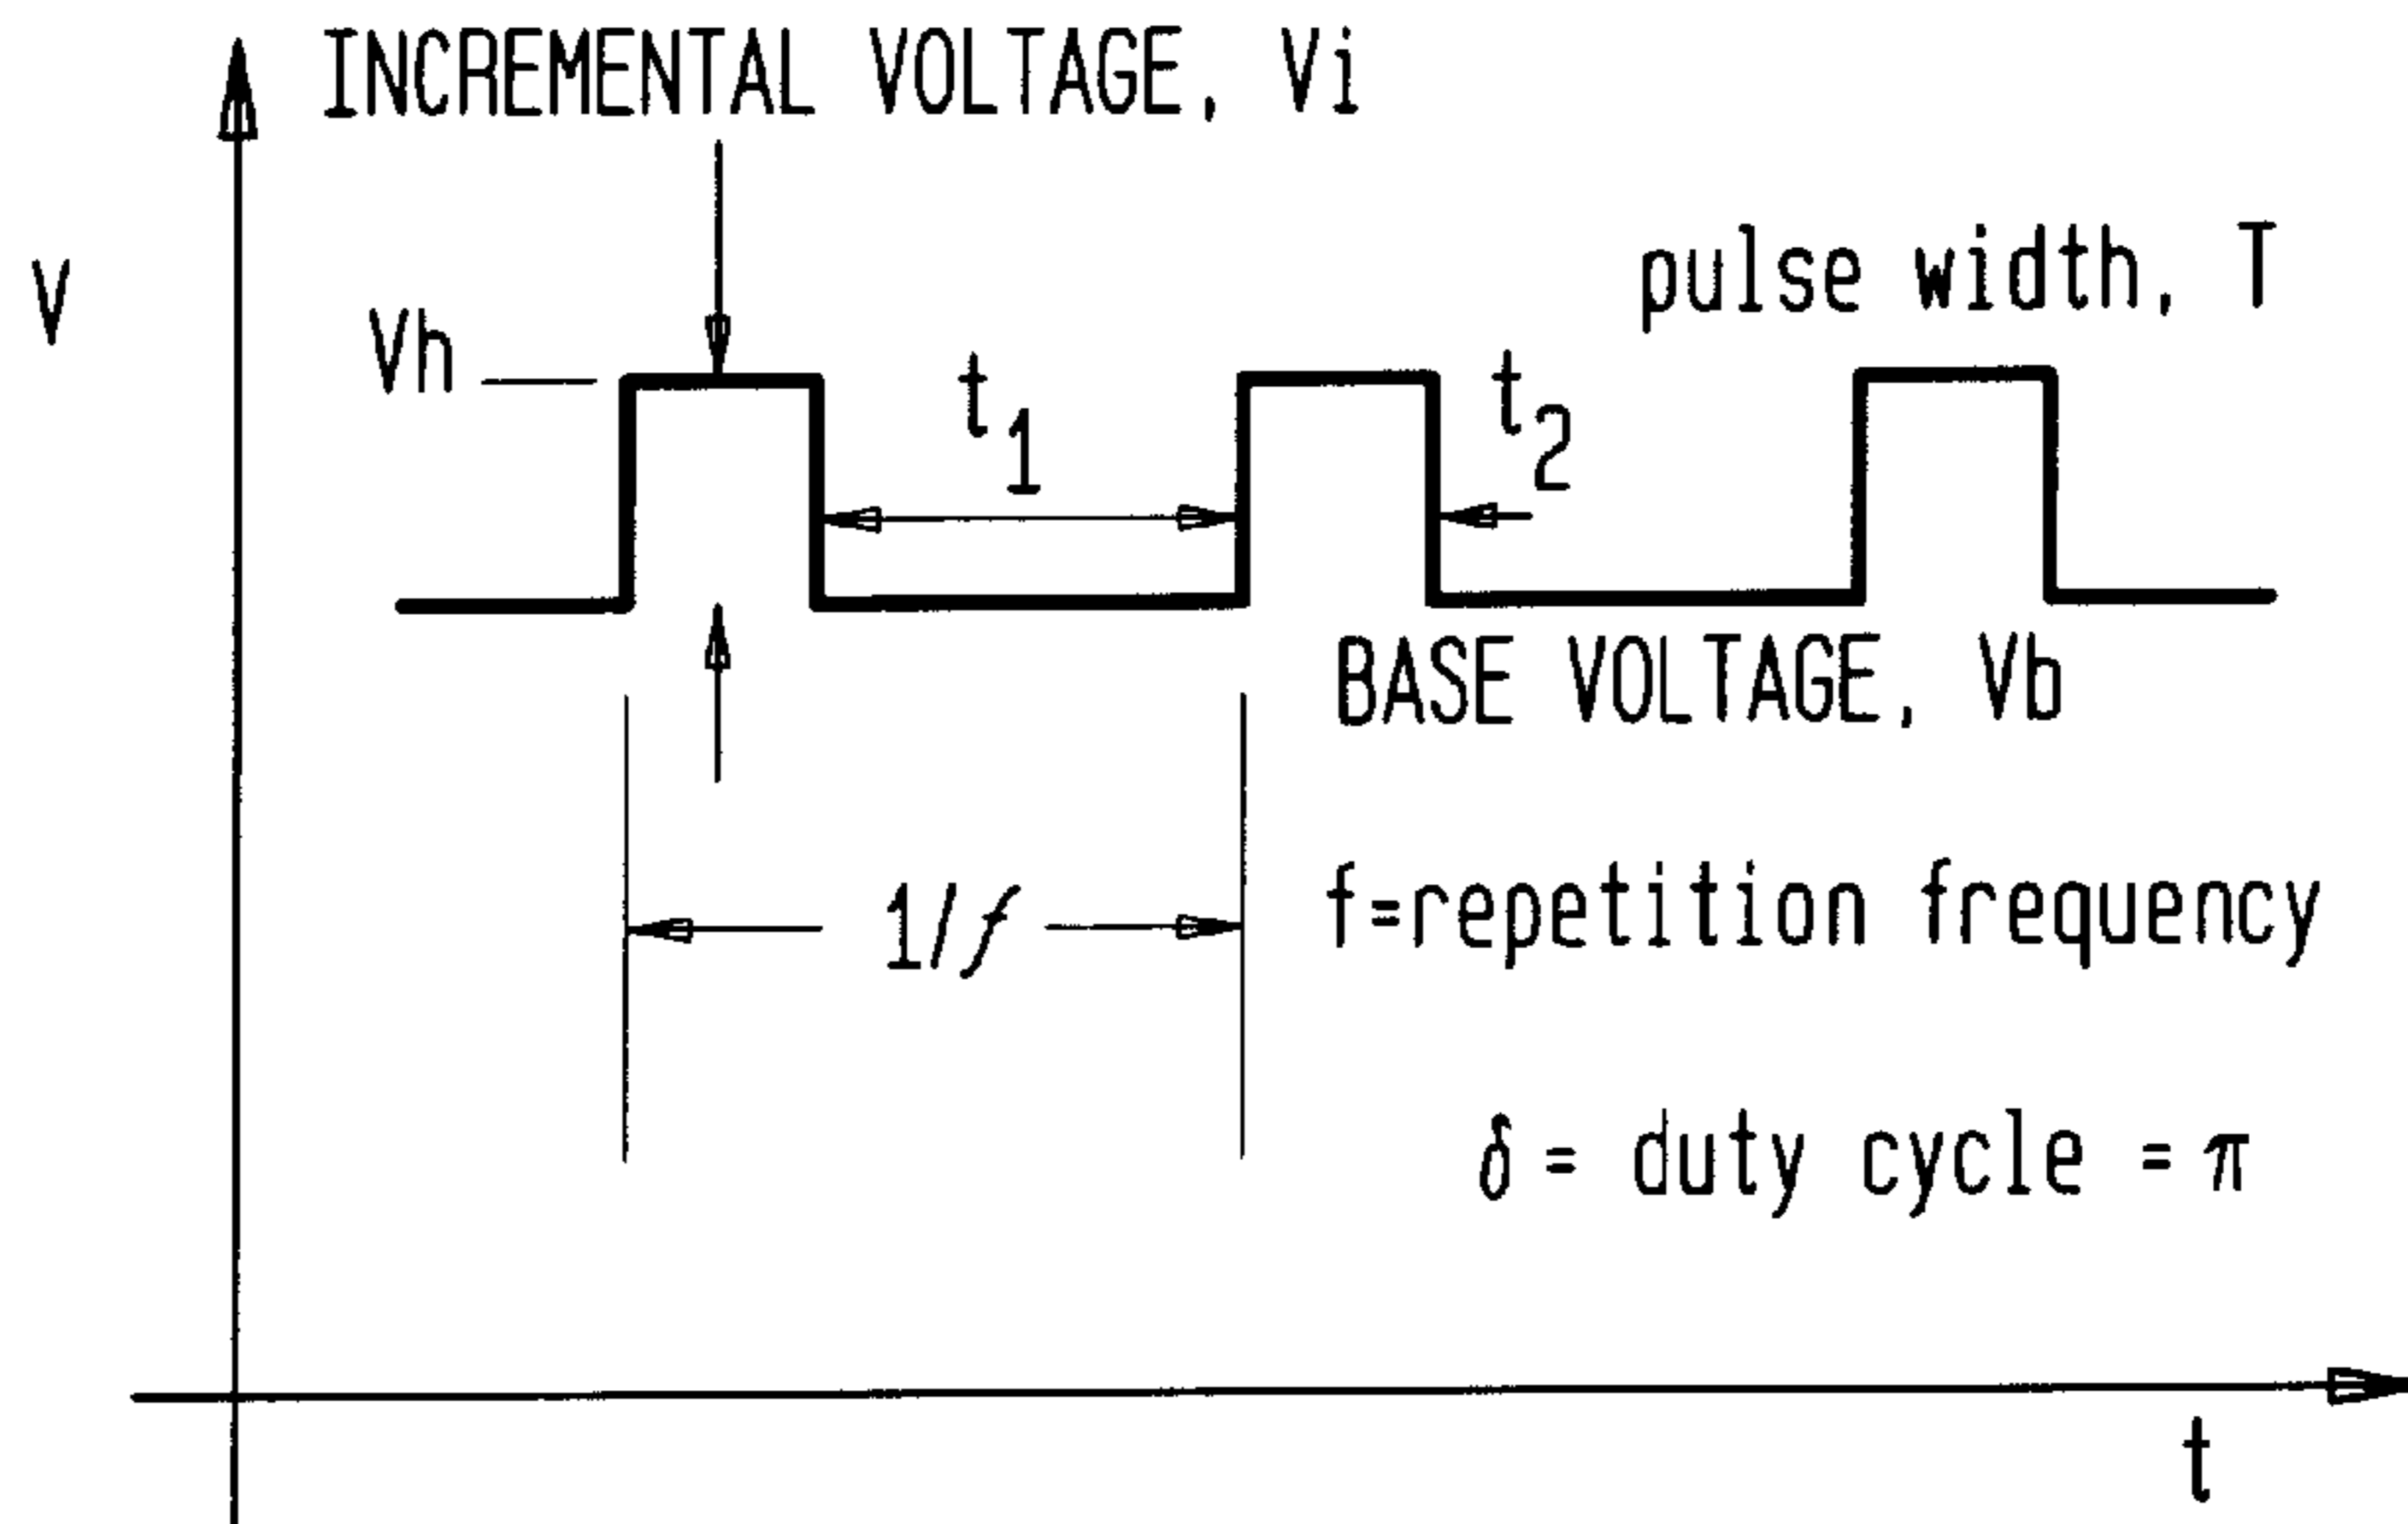 INCREMENTAL VOLTAGE, Vi
V
pulse width, T
Vh
t1
t2
BASE VOLTAGE, Vb
1/f
f=repetition frequency
δ = duty cycle = π
t